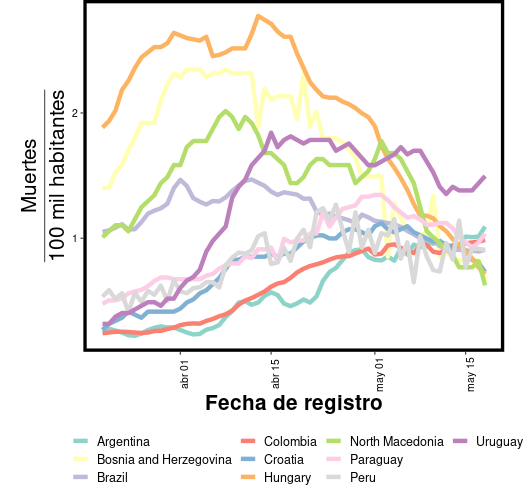 Muertes
100 mil habitantes
2
1
abr 01
abr 15
may 01
may 15
Fecha de registro
Argentina
Colombia
North Macedonia
Uruguay
Bosnia and Herzegovina
Croatia
Paraguay
Brazil
Hungary
Peru